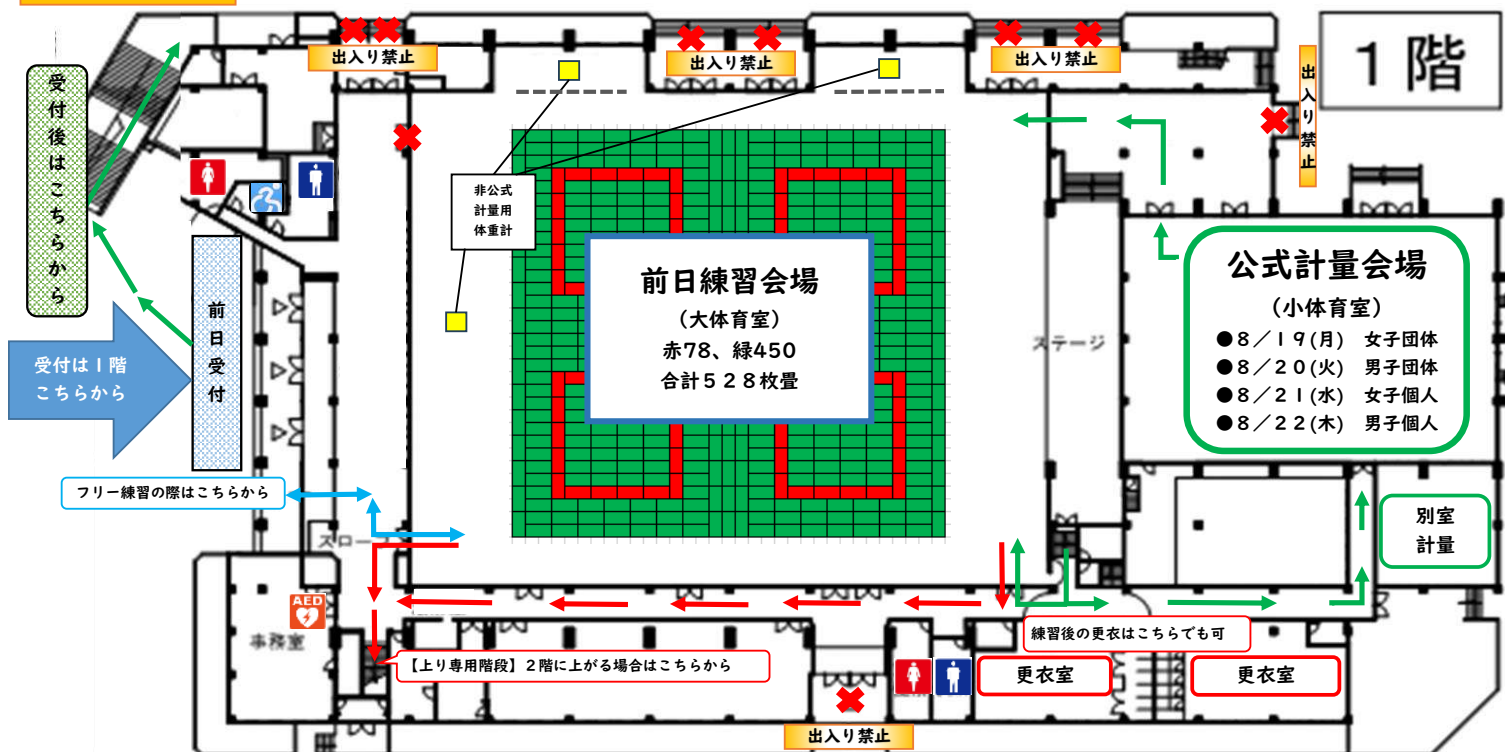 1階
出入り禁止
出入り禁止
出入り禁止
出入り禁止
受付後はこちらから
非公式
計量用
体重計
前日練習会場
(大体育室)
赤78、緑450
合計528枚畳
ステージ
公式計量会場
(小体育室)
●8/19(月) 女子団体
●8/20(火) 男子団体
●8/21(水) 女子個人
●8/22(木) 男子個人
前日受付
受付は1階
こちらから
フリー練習の際はこちらから
スロープ
別室
計量
AED
事務室
練習後の更衣はこちらでも可
【上り専用階段】2階に上がる場合はこちらから
更衣室
更衣室
出入り禁止